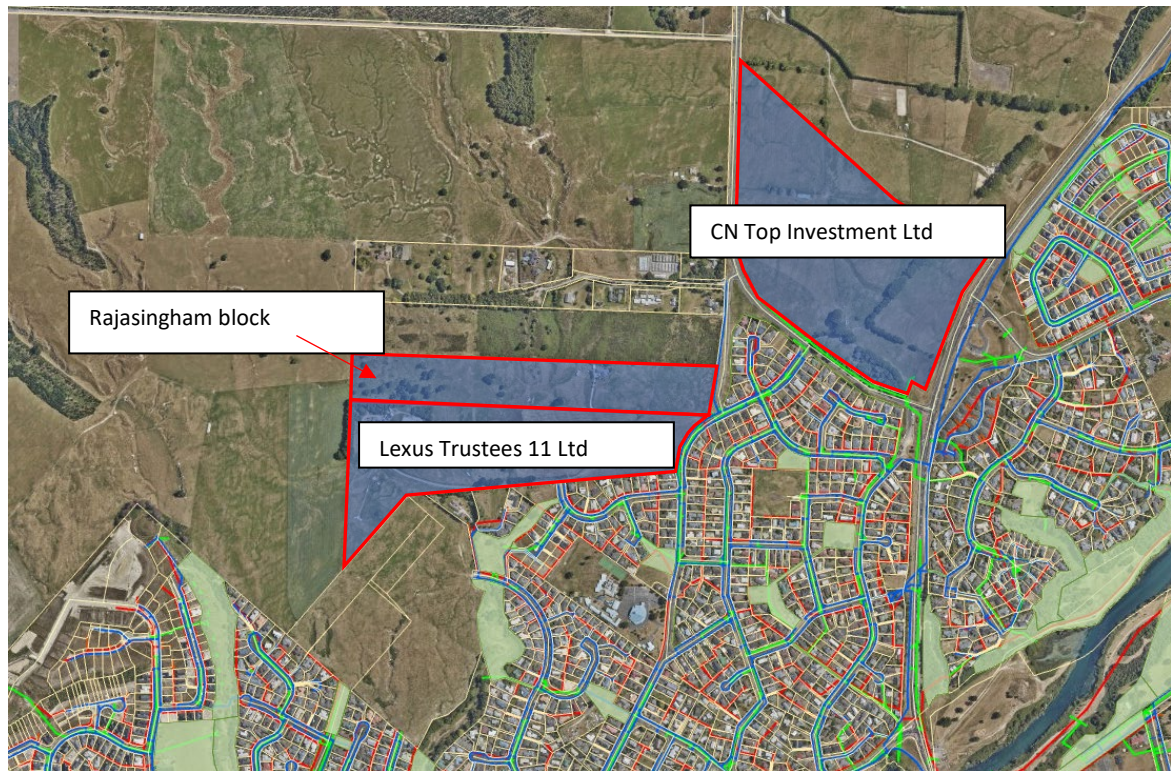 CN Top Investment Ltd
Rajasingham block
Lexus Trustees 11 Ltd